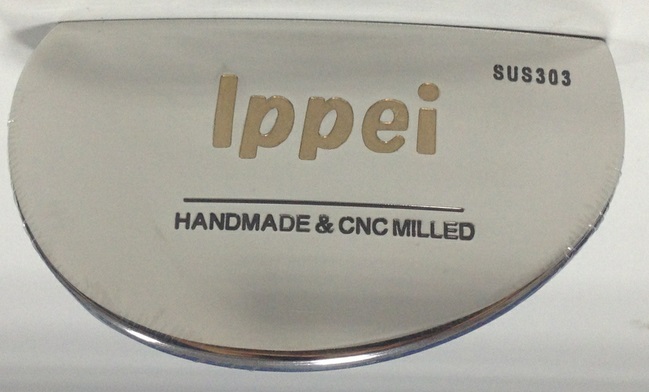 SUS303
Ippei
HANDMADE & CNC MILLED